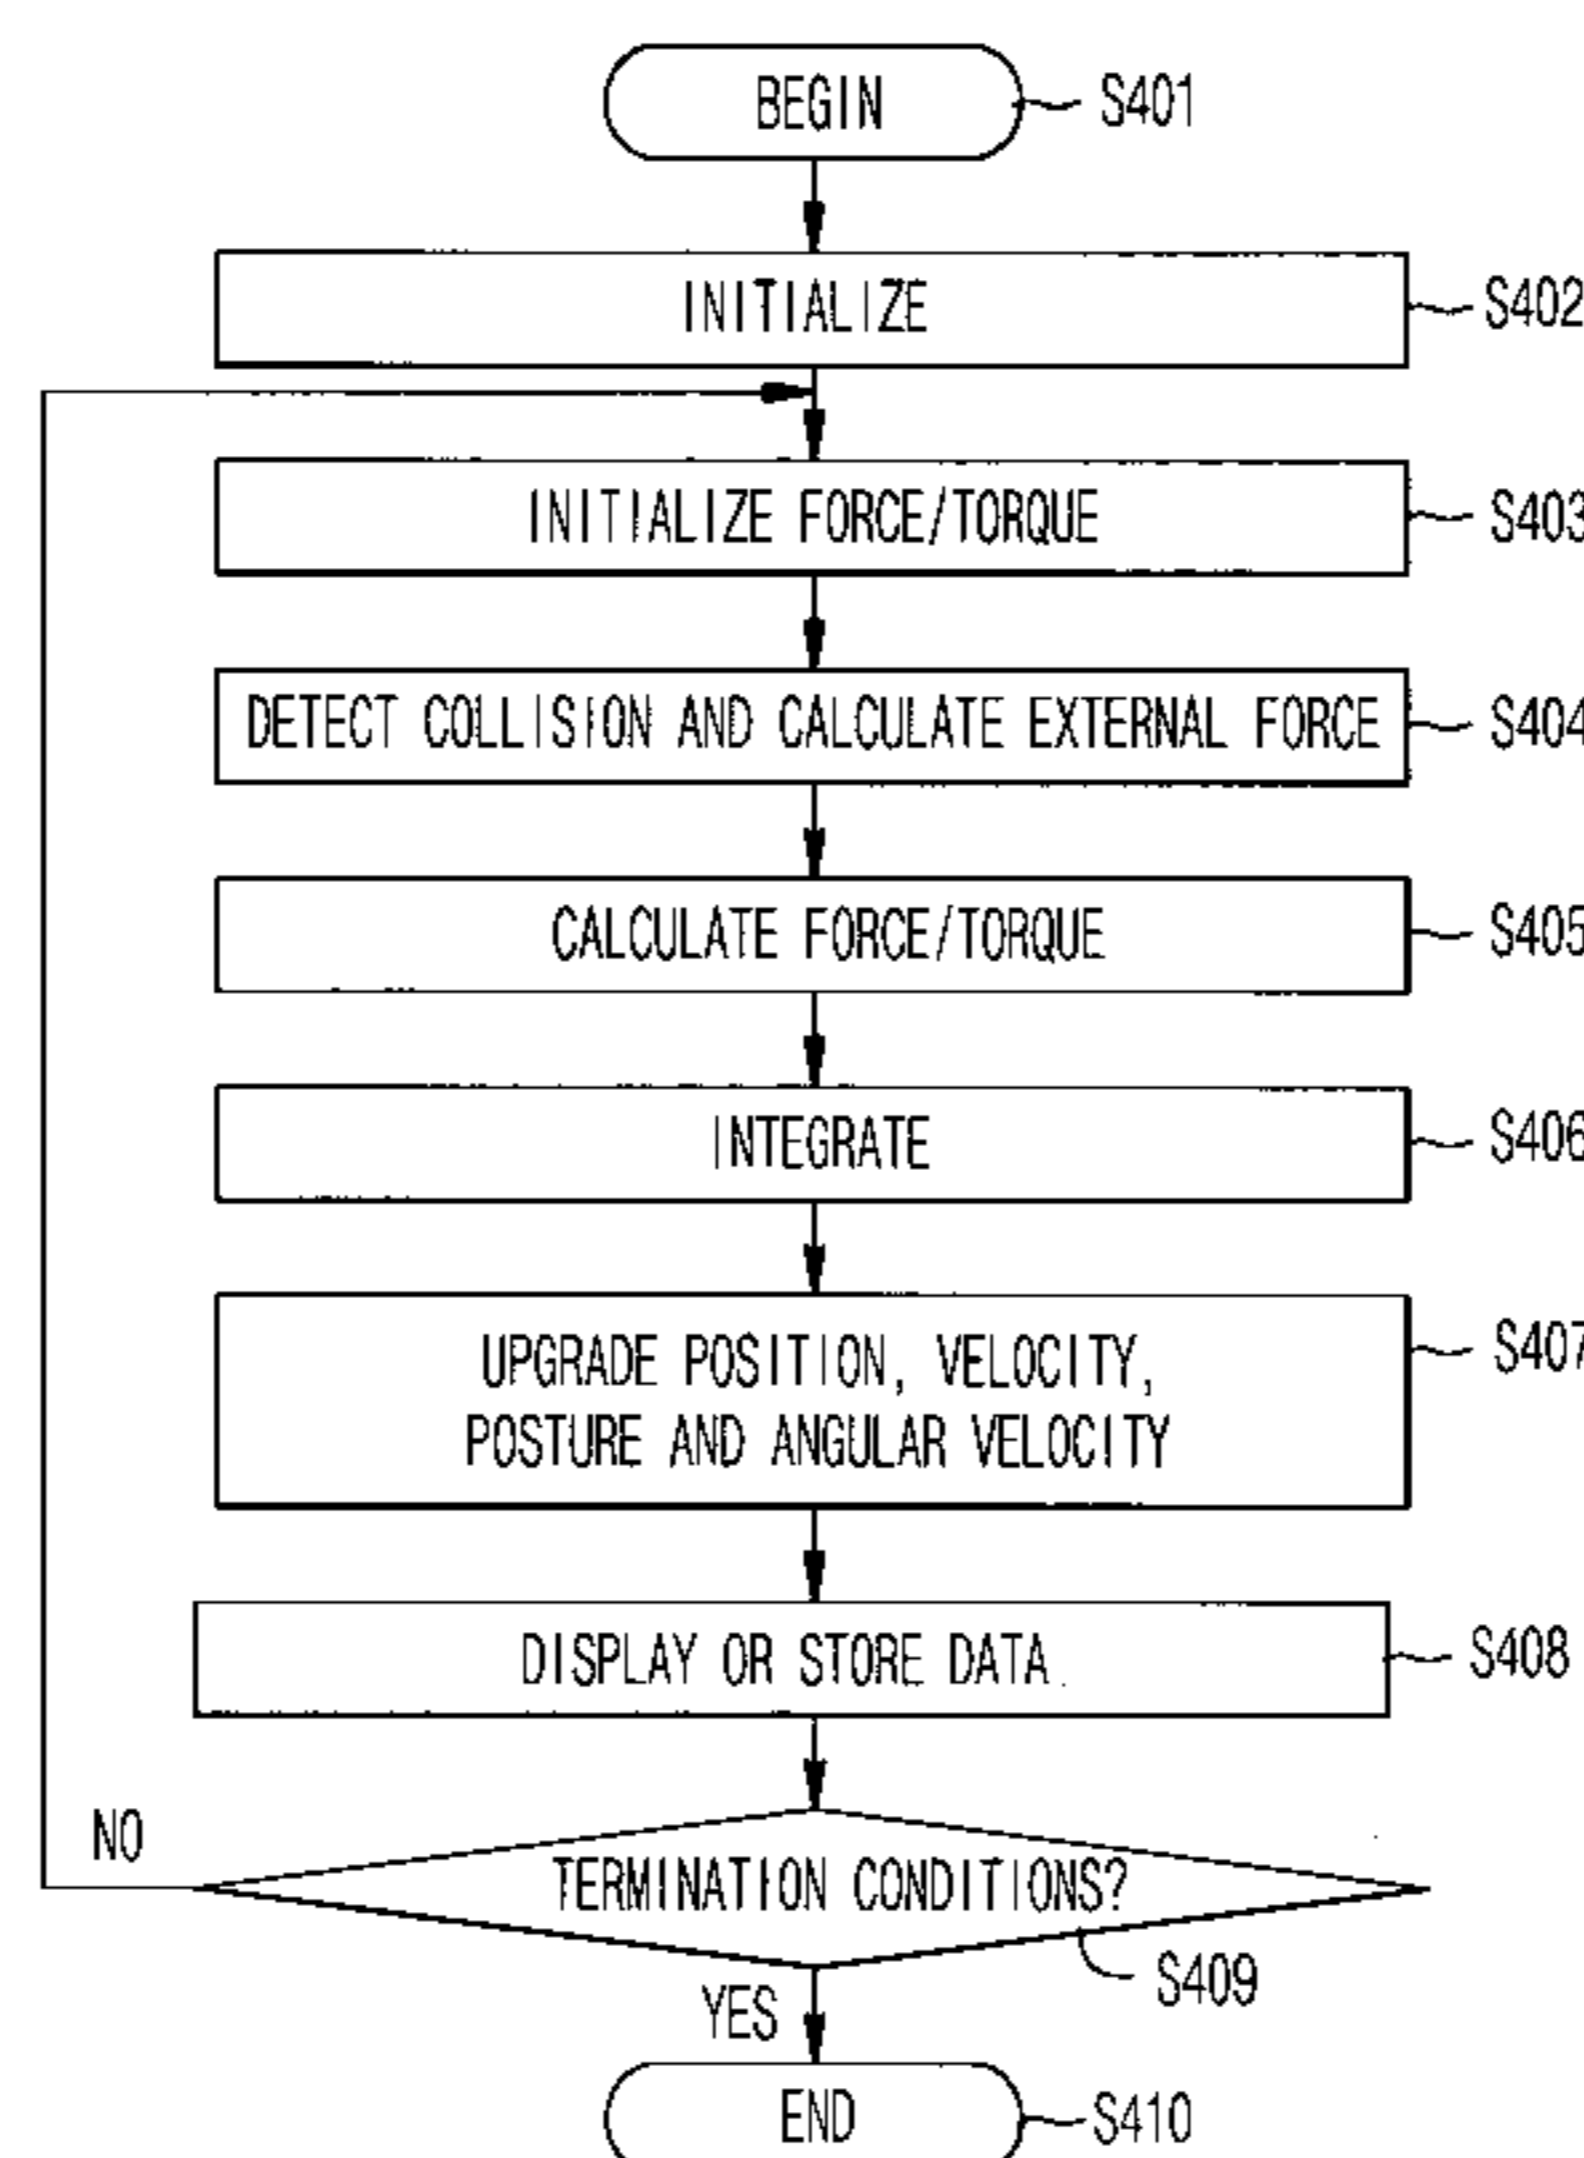 BEGIN
S401
INITIALIZE
S402
INITIALIZE FORCE/TORQUE
S403
DETECT COLLISION AND CALCULATE EXTERNAL FORCE
S404
CALCULATE FORCE/TORQUE
S405
INTEGRATE
S406
UPGRADE POSITION, VELOCITY,
POSTURE AND ANGULAR VELOCITY
S407
DISPLAY OR STORE DATA
S408
NO
TERMINATION CONDITIONS?
S409
YES
END
S410